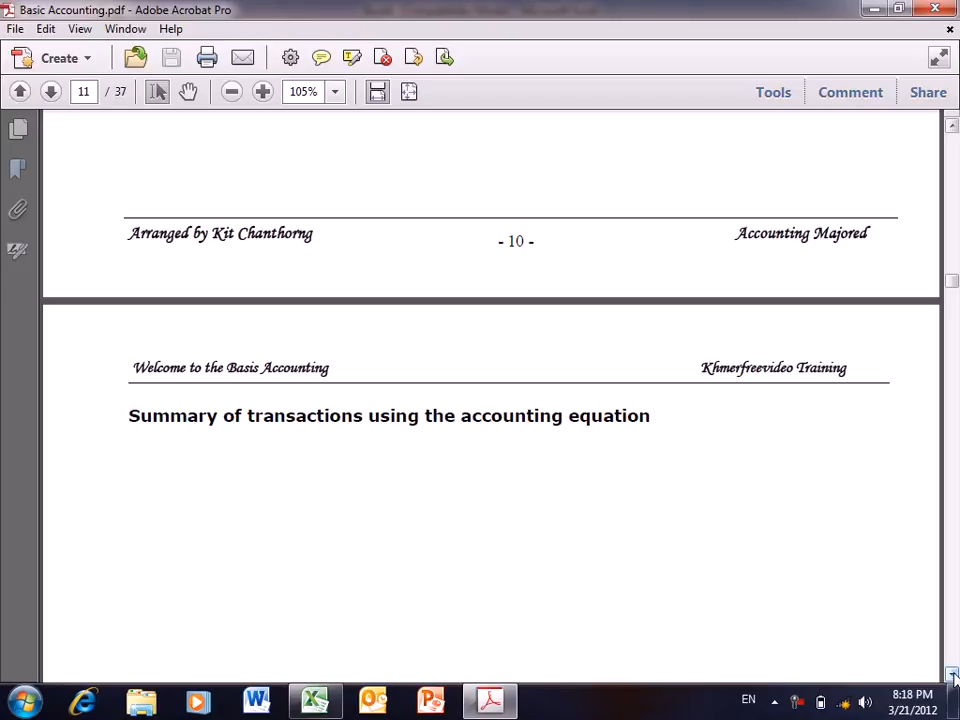 Basic Accounting.pdf - Adobe Acrobat Pro
File Edit View Window Help
Create
11 / 37 105% Tools Comment Share
Arranged by Kit Chanthorng - 10 - Accounting Majored
Welcome to the Basis Accounting Khmerfreevideo Training
Summary of transactions using the accounting equation
EN 8:18 PM
3/21/2012